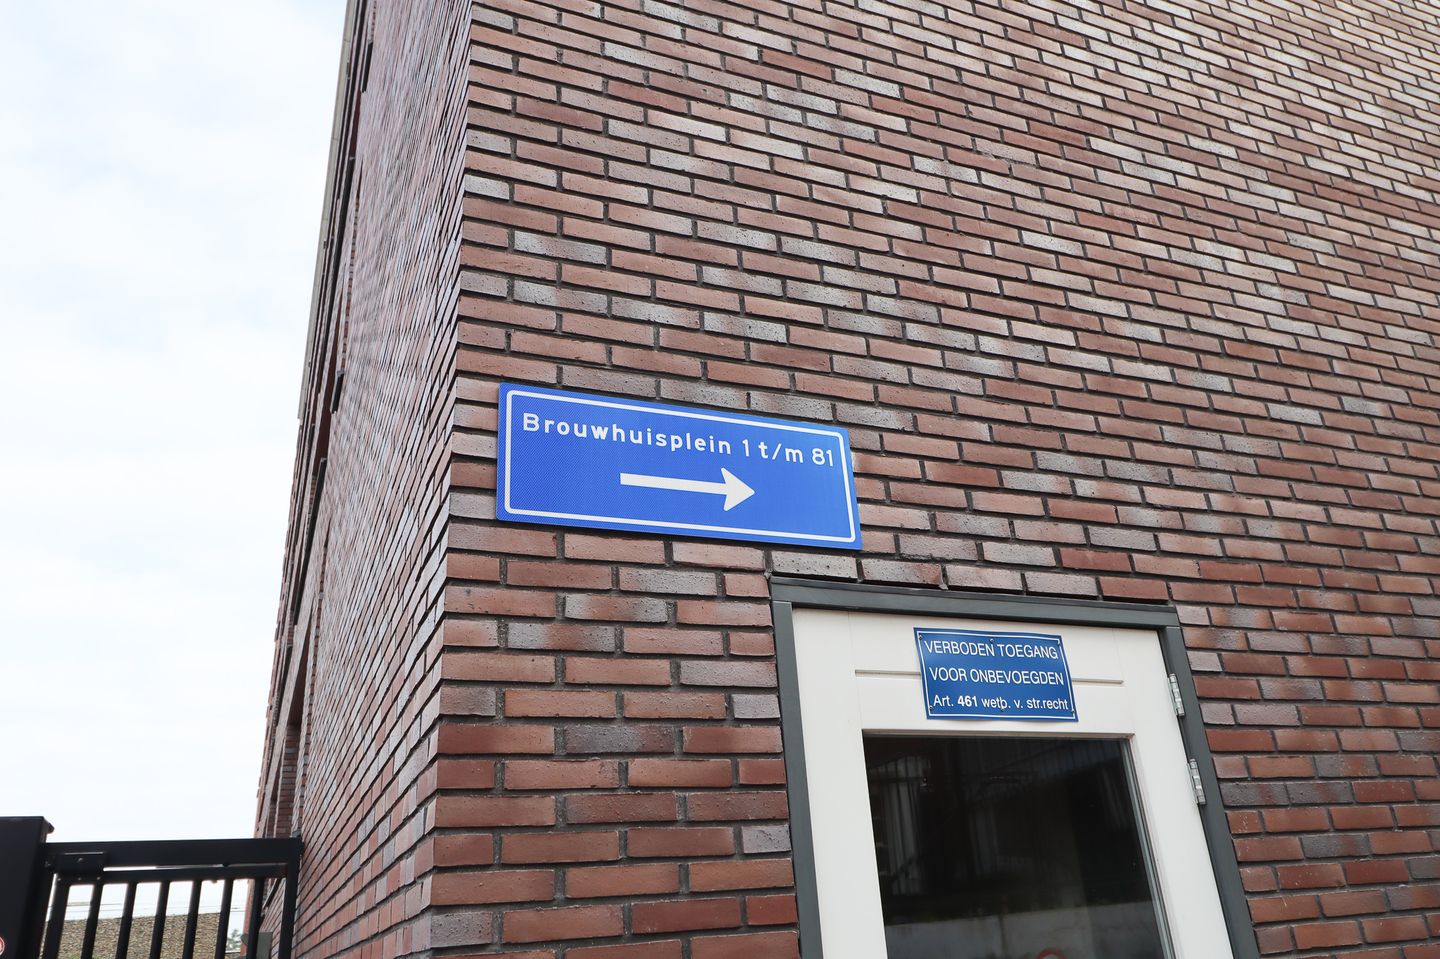 Brouwhuisplein 1 t/m 81
VERBODEN TOEGANG
VOOR ONBEVOEGDEN
Art. 461 wetb. v. str.recht